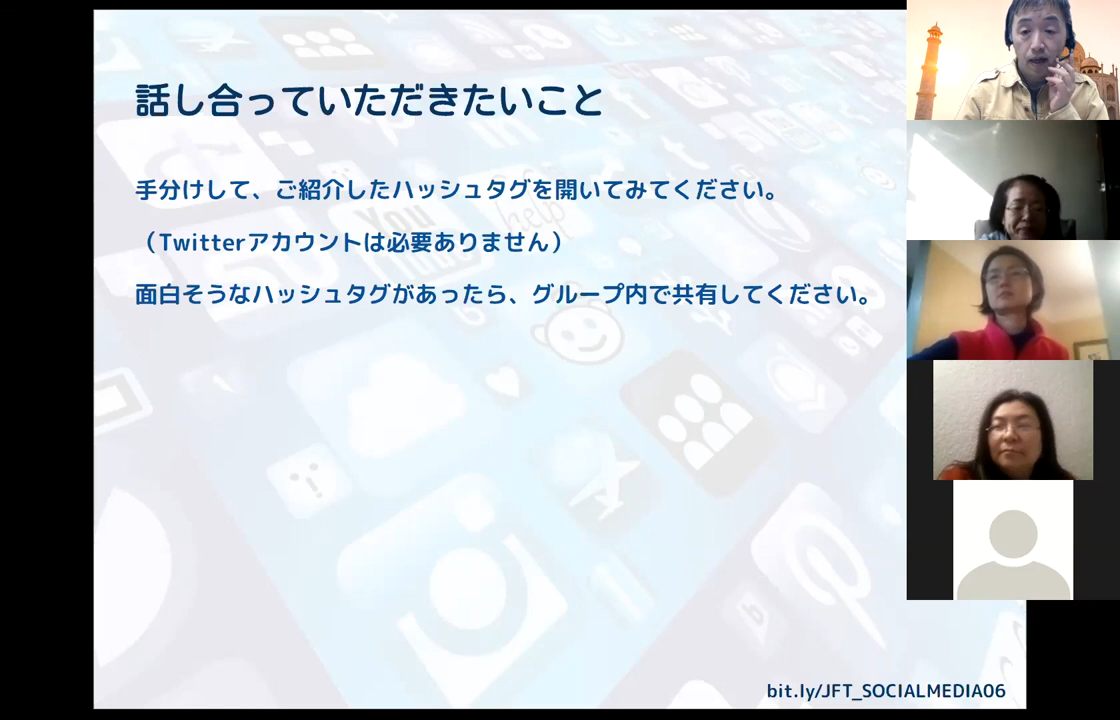 話し合っていただきたいこと
手分けして、ご紹介したハッシュタグを開いてみてください。
（Twitterアカウントは必要ありません）
面白そうなハッシュタグがあったら、グループ内で共有してください。
You
help
bit.ly/JFT_SOCIALMEDIA06